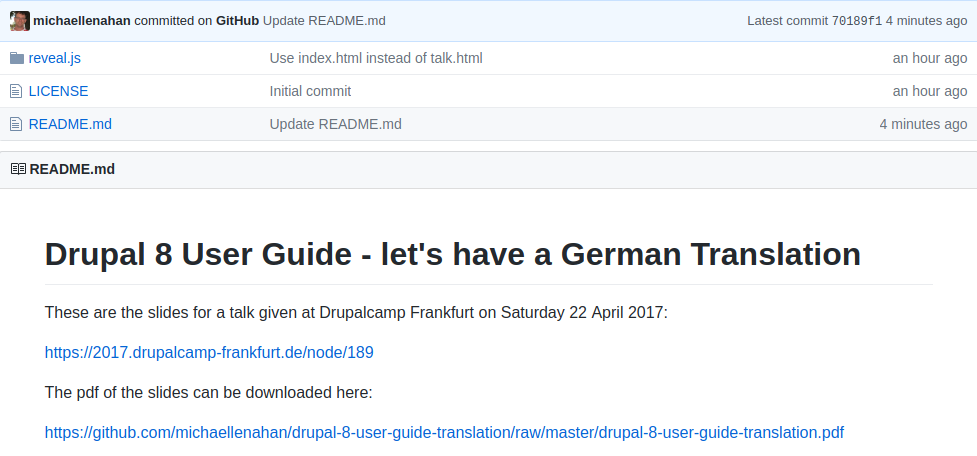 michaellenahan committed on GitHub Update README.md Latest commit 70189f1 4 minutes ago
reveal.js Use index.html instead of talk.html an hour ago
LICENSE Initial commit an hour ago
README.md Update README.md 4 minutes ago
README.md
Drupal 8 User Guide - let's have a German Translation
These are the slides for a talk given at Drupalcamp Frankfurt on Saturday 22 April 2017:
https://2017.drupalcamp-frankfurt.de/node/189
The pdf of the slides can be downloaded here:
https://github.com/michaellenahan/drupal-8-user-guide-translation/raw/master/drupal-8-user-guide-translation.pdf